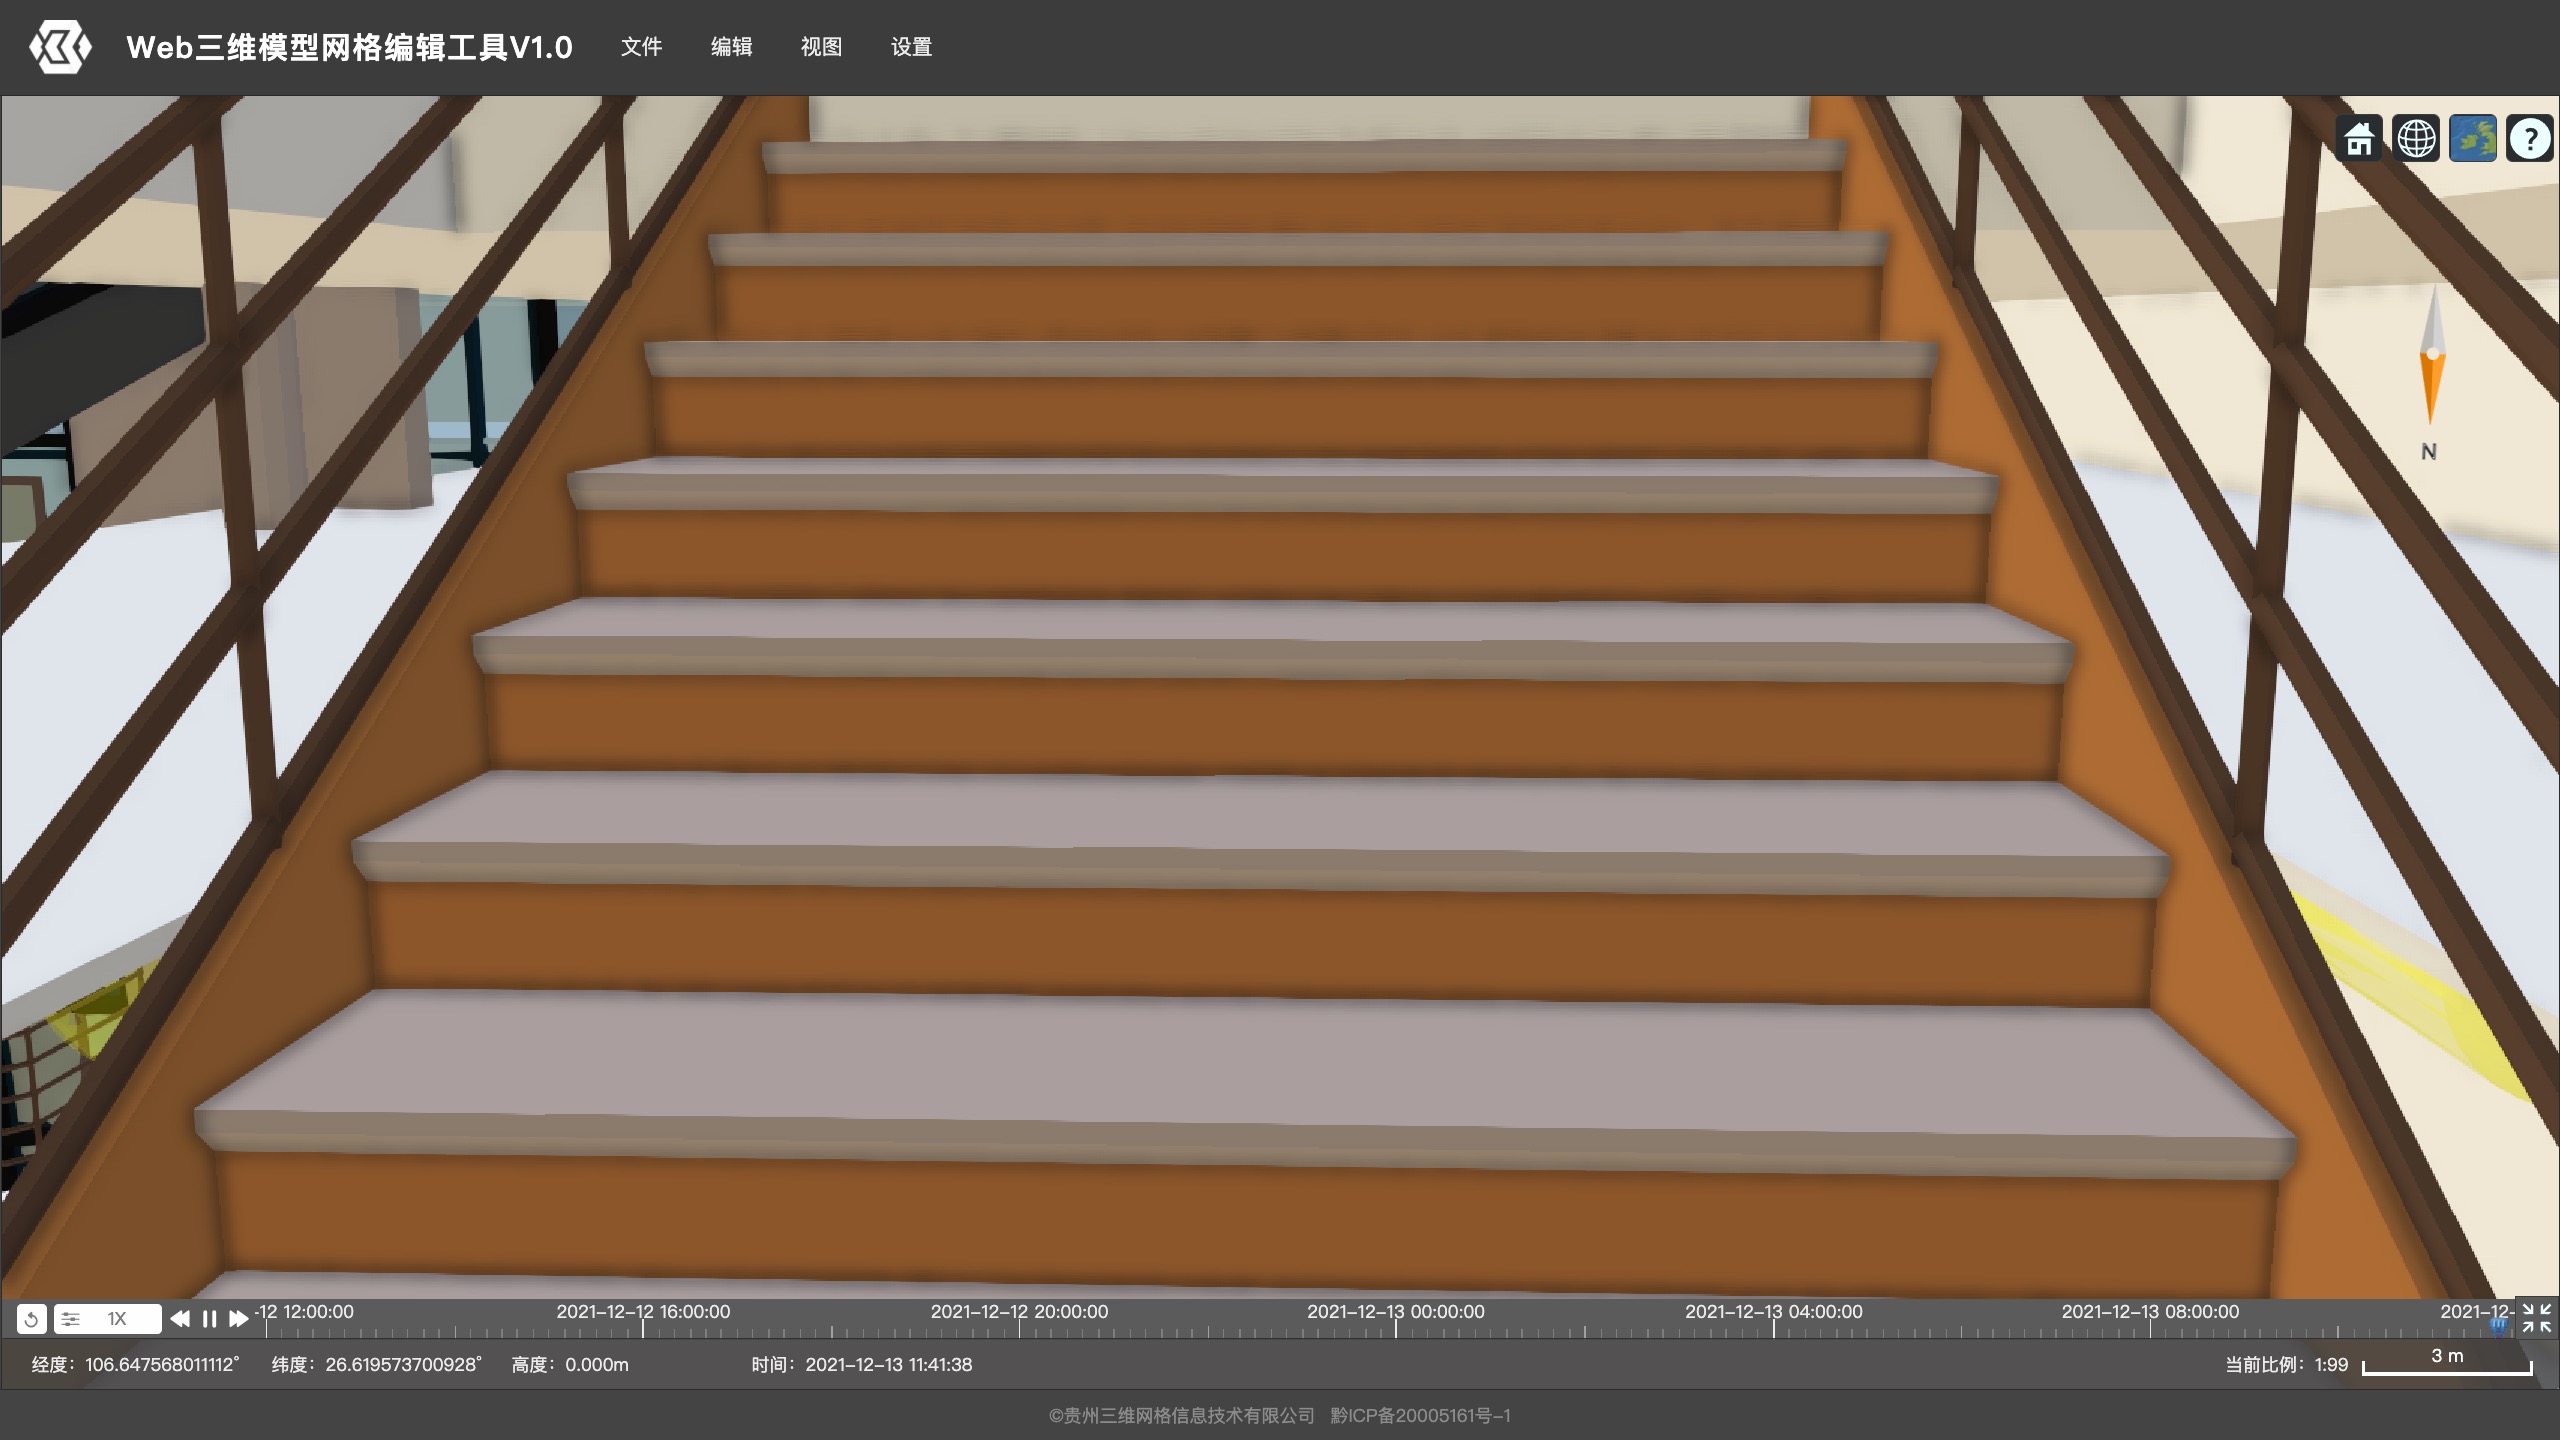 Web三维模型网格编辑工具V1.0 文件 编辑 视图 设置
?
N
1X -12 12:00:00 2021-12-12 16:00:00 2021-12-12 20:00:00 2021-12-13 00:00:00 2021-12-13 04:00:00 2021-12-13 08:00:00 2021-12-
经度：106.647568011112° 纬度：26.619573700928° 高度：0.000m 时间：2021-12-13 11:41:38 当前比例：1:99 3 m
©贵州三维网格信息技术有限公司 黔ICP备20005161号-1